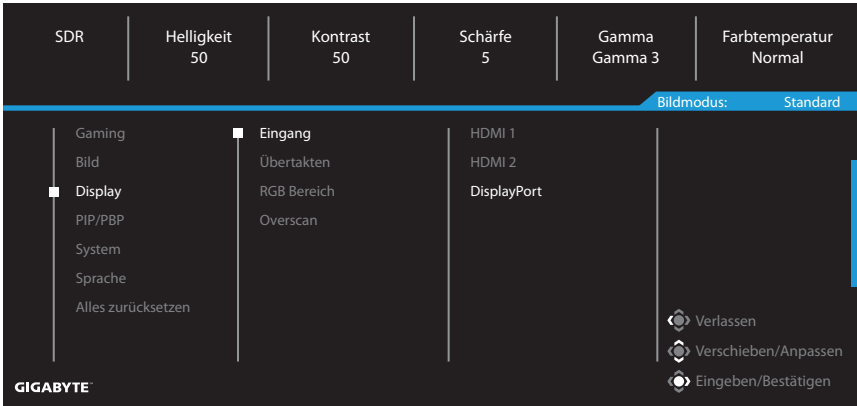 SDR
Helligkeit
50
Kontrast
50
Schärfe
5
Gamma
Gamma 3
Farbtemperatur
Normal
Bildmodus: Standard
Gaming
Bild
Display
PIP/PBP
System
Sprache
Alles zurücksetzen
Eingang
Übertakten
RGB Bereich
Overscan
HDMI 1
HDMI 2
DisplayPort
Verlassen
Verschieben/Anpassen
Eingeben/Bestätigen
GIGABYTE™